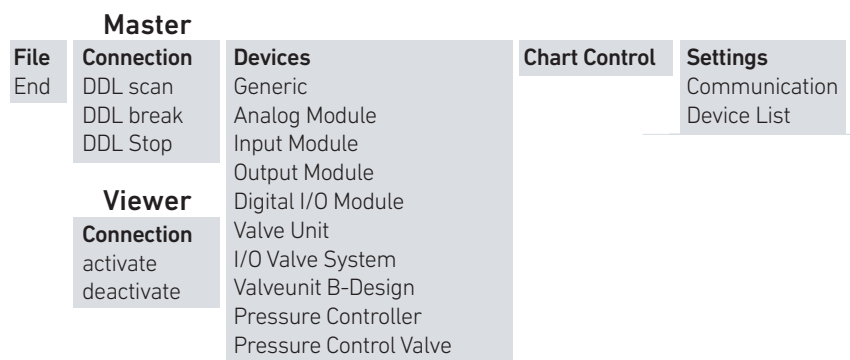 Master
File
End
Connection
DDL scan
DDL break
DDL Stop
Viewer
Connection
activate
deactivate
Devices
Generic
Analog Module
Input Module
Output Module
Digital I/O Module
Valve Unit
I/O Valve System
Valveunit B-Design
Pressure Controller
Pressure Control Valve
Chart Control
Settings
Communication
Device List